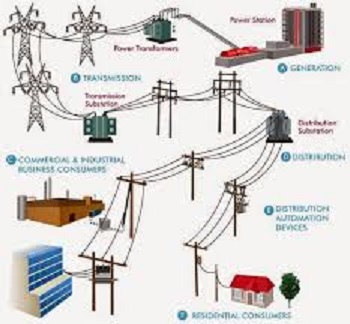 Power Station
Power Transformers
A GENERATION
B TRANSMISSION
Transmission
Substation
Distribution
Substation
C COMMERCIAL & INDUSTRIAL
BUSINESS CONSUMERS
D DISTRIBUTION
E DISTRIBUTION
AUTOMATION
DEVICES
F RESIDENTIAL CONSUMERS